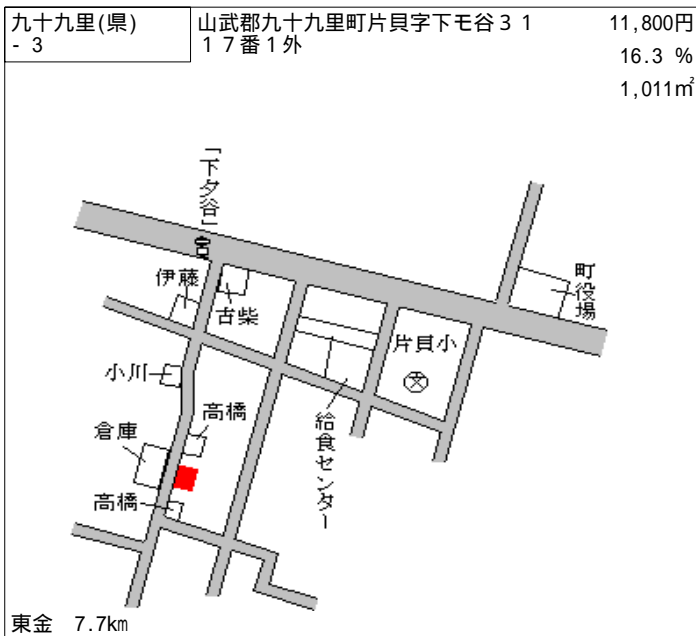 九十九里(県)
- 3
山武郡九十九里町片貝字下モ谷３１
１７番１外
11,800円
16.3 %
1,011㎡
「下タ谷」
伊藤
古柴
町役場
片貝小
小川
高橋
倉庫
給食センター
高橋
東金 7.7km